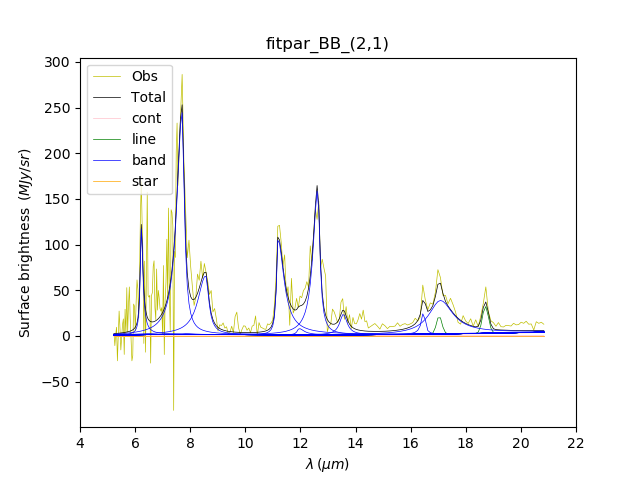 fitpar_BB_(2,1)
300
250
200
150
100
50
0
−50
Surface brightness (MJy/sr)
Obs
Total
cont
line
band
star
4 6 8 10 12 14 16 18 20 22
λ (μm)